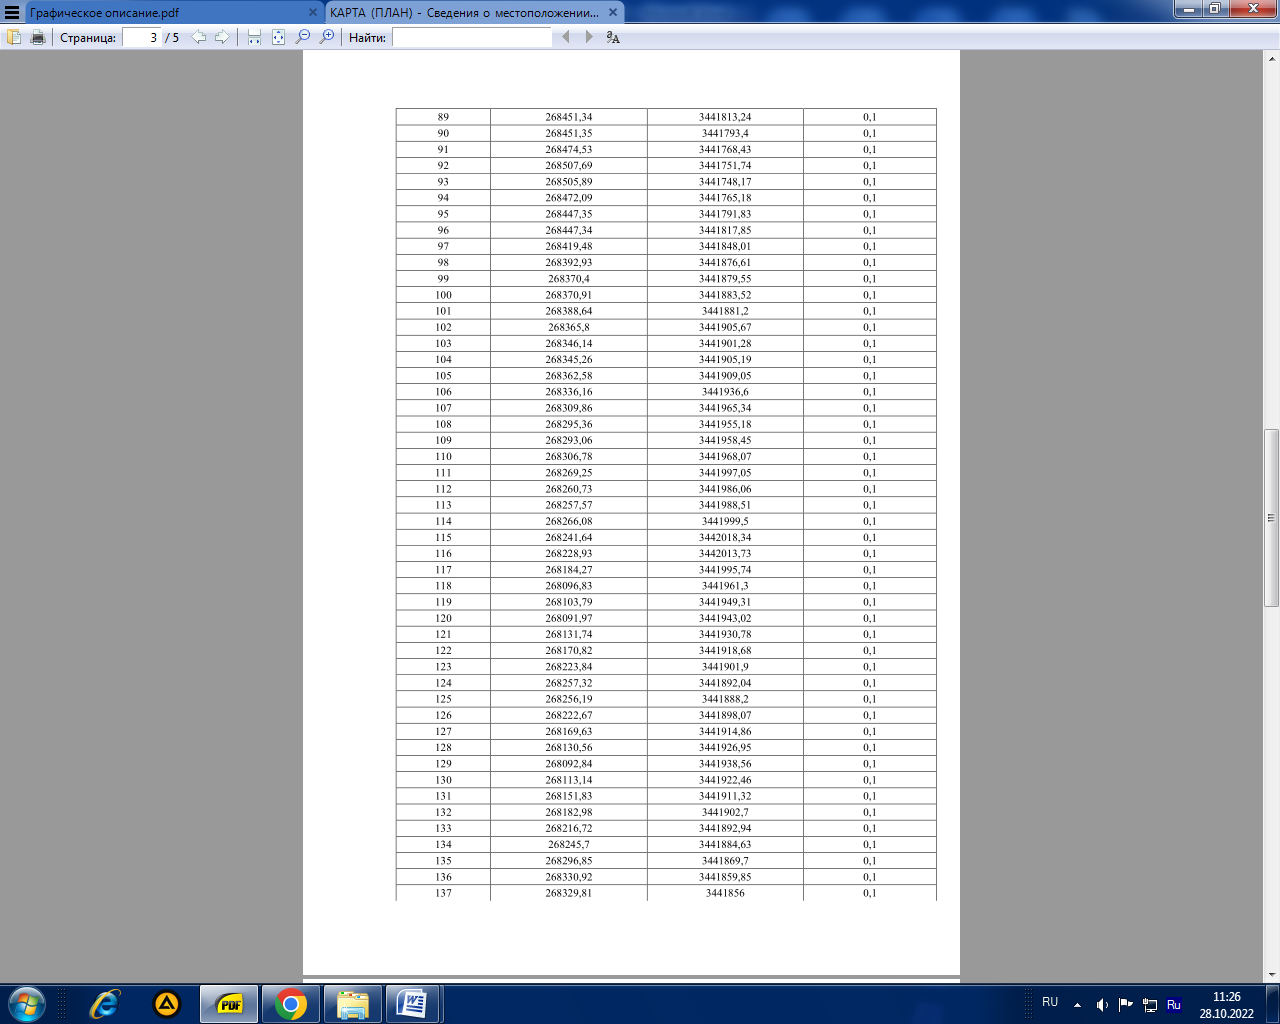 Графическое описание.pdf
КАРТА (ПЛАН) - Сведения о местоположении...
Страница: 3 / 5 Найти:
89 268451,34 3441813,24 0,1
90 268451,35 3441793,4 0,1
91 268474,53 3441768,43 0,1
92 268507,69 3441751,74 0,1
93 268505,89 3441748,17 0,1
94 268472,09 3441765,18 0,1
95 268447,35 3441791,83 0,1
96 268447,34 3441817,85 0,1
97 268419,48 3441848,01 0,1
98 268392,93 3441876,61 0,1
99 268370,4 3441879,55 0,1
100 268370,91 3441883,52 0,1
101 268388,64 3441881,2 0,1
102 268365,8 3441905,67 0,1
103 268346,14 3441901,28 0,1
104 268345,26 3441905,19 0,1
105 268362,58 3441909,05 0,1
106 268336,16 3441936,6 0,1
107 268309,86 3441965,34 0,1
108 268295,36 3441955,18 0,1
109 268293,06 3441958,45 0,1
110 268306,78 3441968,07 0,1
111 268269,25 3441997,05 0,1
112 268260,73 3441986,06 0,1
113 268257,57 3441988,51 0,1
114 268266,08 3441999,5 0,1
115 268241,64 3442018,34 0,1
116 268228,93 3442013,73 0,1
117 268184,27 3441995,74 0,1
118 268096,83 3441961,3 0,1
119 268103,79 3441949,31 0,1
120 268091,97 3441943,02 0,1
121 268131,74 3441930,78 0,1
122 268170,82 3441918,68 0,1
123 268223,84 3441901,9 0,1
124 268257,32 3441892,04 0,1
125 268256,19 3441888,2 0,1
126 268222,67 3441898,07 0,1
127 268169,63 3441914,86 0,1
128 268130,56 3441926,95 0,1
129 268092,84 3441938,56 0,1
130 268113,14 3441922,46 0,1
131 268151,83 3441911,32 0,1
132 268182,98 3441902,7 0,1
133 268216,72 3441892,94 0,1
134 268245,7 3441884,63 0,1
135 268296,85 3441869,7 0,1
136 268330,92 3441859,85 0,1
137 268329,81 3441856 0,1
PDF
RU Ru 11:26
28.10.2022